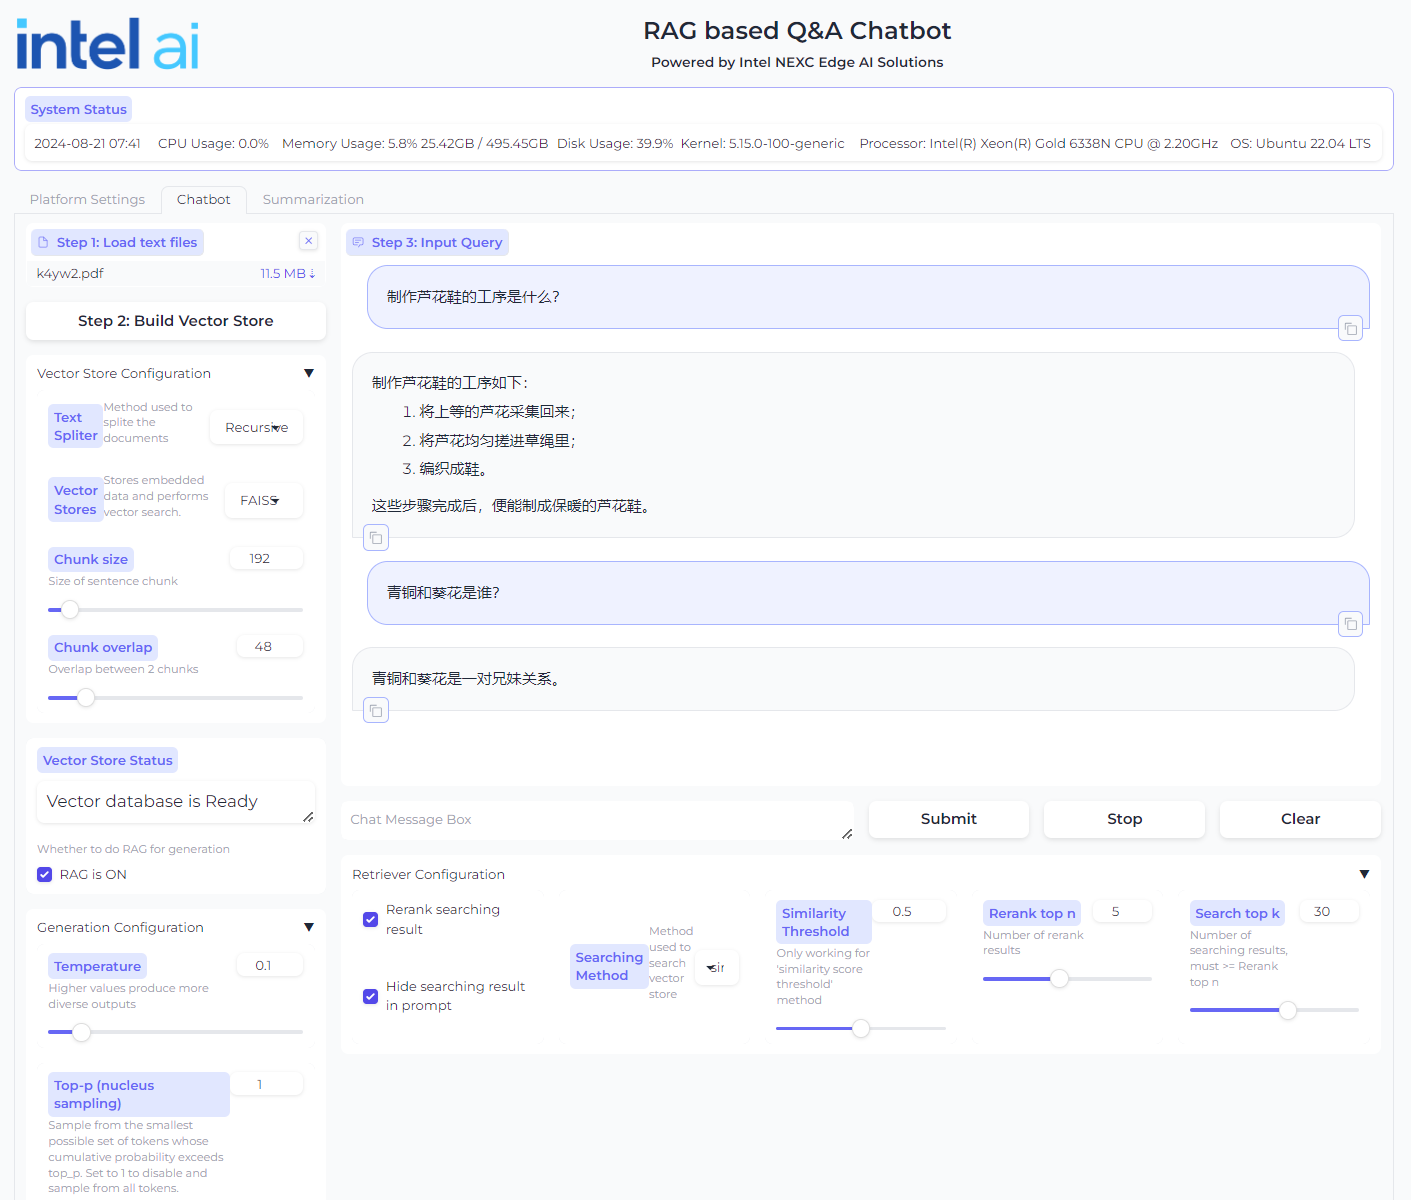 intel ai
RAG based Q&A Chatbot
Powered by Intel NEXC Edge AI Solutions
System Status
2024-08-21 07:41 CPU Usage: 0.0% Memory Usage: 5.8% 25.42GB / 495.45GB Disk Usage: 39.9% Kernel: 5.15.0-100-generic Processor: Intel(R) Xeon(R) Gold 6338N CPU @ 2.20GHz OS: Ubuntu 22.04 LTS
Platform Settings Chatbot Summarization
Step 1: Load text files
k4yw2.pdf 11.5 MB ⇣
Step 2: Build Vector Store
Vector Store Configuration
Text
Spliter
Method used to
splite the
documents
Recursive
Vector
Stores
Stores embedded
data and performs
vector search.
FAISS
Chunk size 192
Size of sentence chunk
Chunk overlap 48
Overlap between 2 chunks
Vector Store Status
Vector database is Ready
Whether to do RAG for generation
RAG is ON
Generation Configuration
Temperature 0.1
Higher values produce more
diverse outputs
Top-p (nucleus
sampling)
1
Sample from the smallest
possible set of tokens whose
cumulative probability exceeds
top_p. Set to 1 to disable and
sample from all tokens.
Step 3: Input Query
制作芦花鞋的工序是什么?
制作芦花鞋的工序如下:
1. 将上等的芦花采集回来;
2. 将芦花均匀搓进草绳里;
3. 编织成鞋。
这些步骤完成后，便能制成保暖的芦花鞋。
青铜和葵花是谁?
青铜和葵花是一对兄妹关系。
Chat Message Box
Submit Stop Clear
Retriever Configuration
Rerank searching
result
Hide searching result
in prompt
Searching
Method
Method
used to
search
vector
store
sir
Similarity
Threshold
0.5
Only working for
'similarity score
threshold'
method
Rerank top n 5
Number of rerank
results
Search top k 30
Number of
searching results,
must >= Rerank
top n